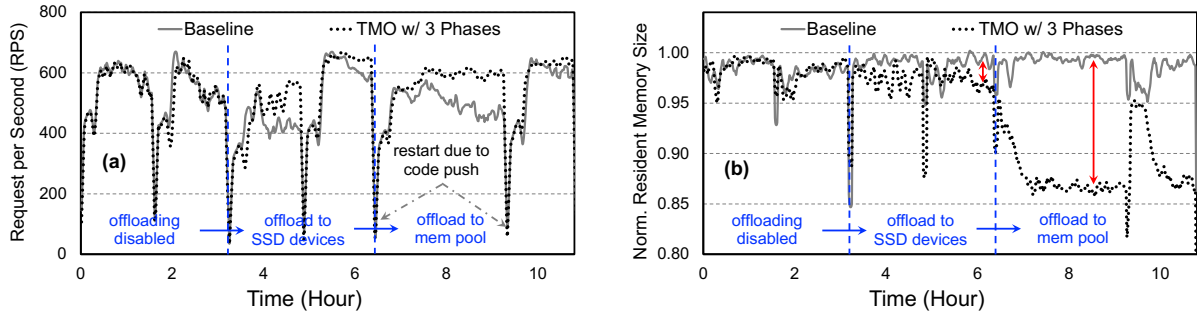 Baseline
TMO w/ 3 Phases
Request per Second (RPS)
800
600
400
200
0
(a)
restart due to
code push
offloading
disabled
offload to
SSD devices
offload to
mem pool
0
2
4
6
8
10
Time (Hour)
Baseline
TMO w/ 3 Phases
Norm. Resident Memory Size
1.00
0.95
0.90
0.85
0.80
(b)
offloading
disabled
offload to
SSD devices
offload to
mem pool
0
2
4
6
8
10
Time (Hour)